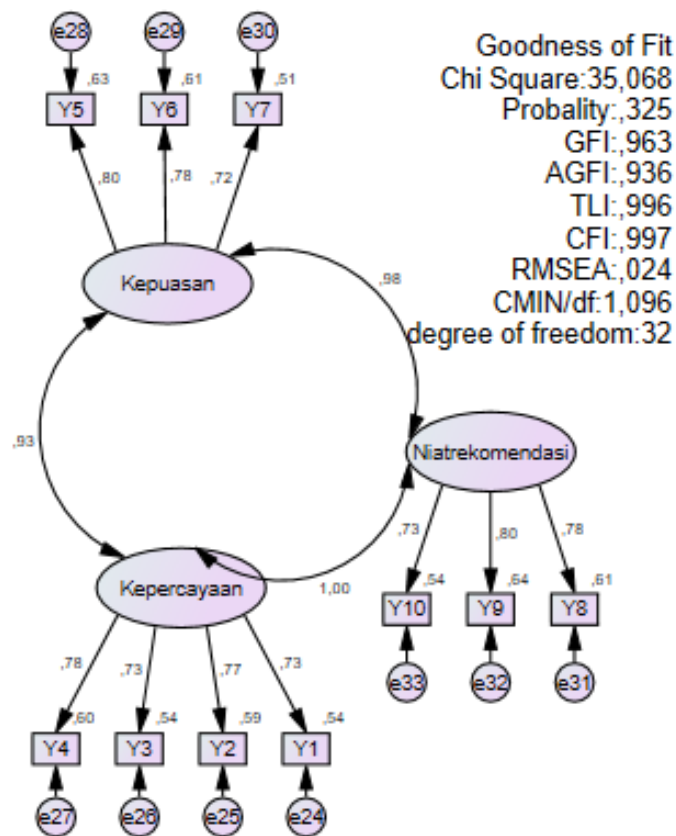 e28 e29 e30
,63 ,61 ,51
Y5 Y6 Y7
,80 ,78 ,72
Kepuasan
Goodness of Fit
Chi Square:35,068
Probality:,325
GFI:,963
AGFI:,936
TLI:,996
CFI:,997
RMSEA:,024
CMIN/df:1,096
degree of freedom:32
,98
,93
Niatrekomendasi
,73 ,80 ,78
,54 ,64 ,61
Y10 Y9 Y8
e33 e32 e31
Kepercayaan
1,00
,78 ,73 ,77 ,73
,60 ,54 ,59 ,54
Y4 Y3 Y2 Y1
e27 e26 e25 e24